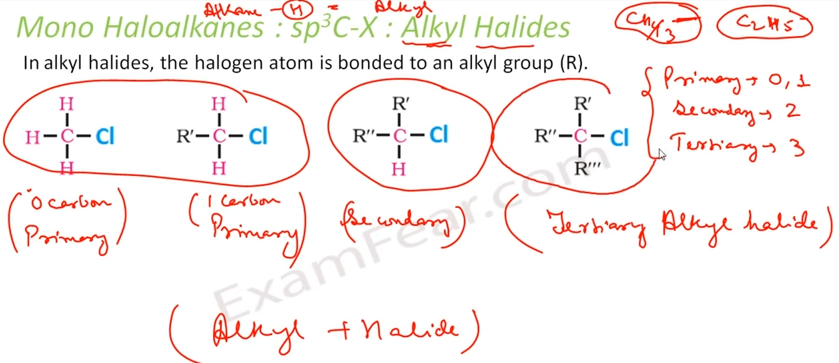 Alkane - H = Alkyl
Mono Haloalkanes : sp³C-X : Alkyl Halides
CH₃ C₂H₅
In alkyl halides, the halogen atom is bonded to an alkyl group (R).
H H R' R'
H-C-Cl R'-C-Cl R''-C-Cl R''-C-Cl
H H H R'''
Primary → 0, 1
Secondary → 2
Tertiary → 3
(0 carbon Primary)
(1 carbon Primary)
(Secondary)
(Tertiary Alkyl halide)
ExamFear.com
(Alkyl + Halide)